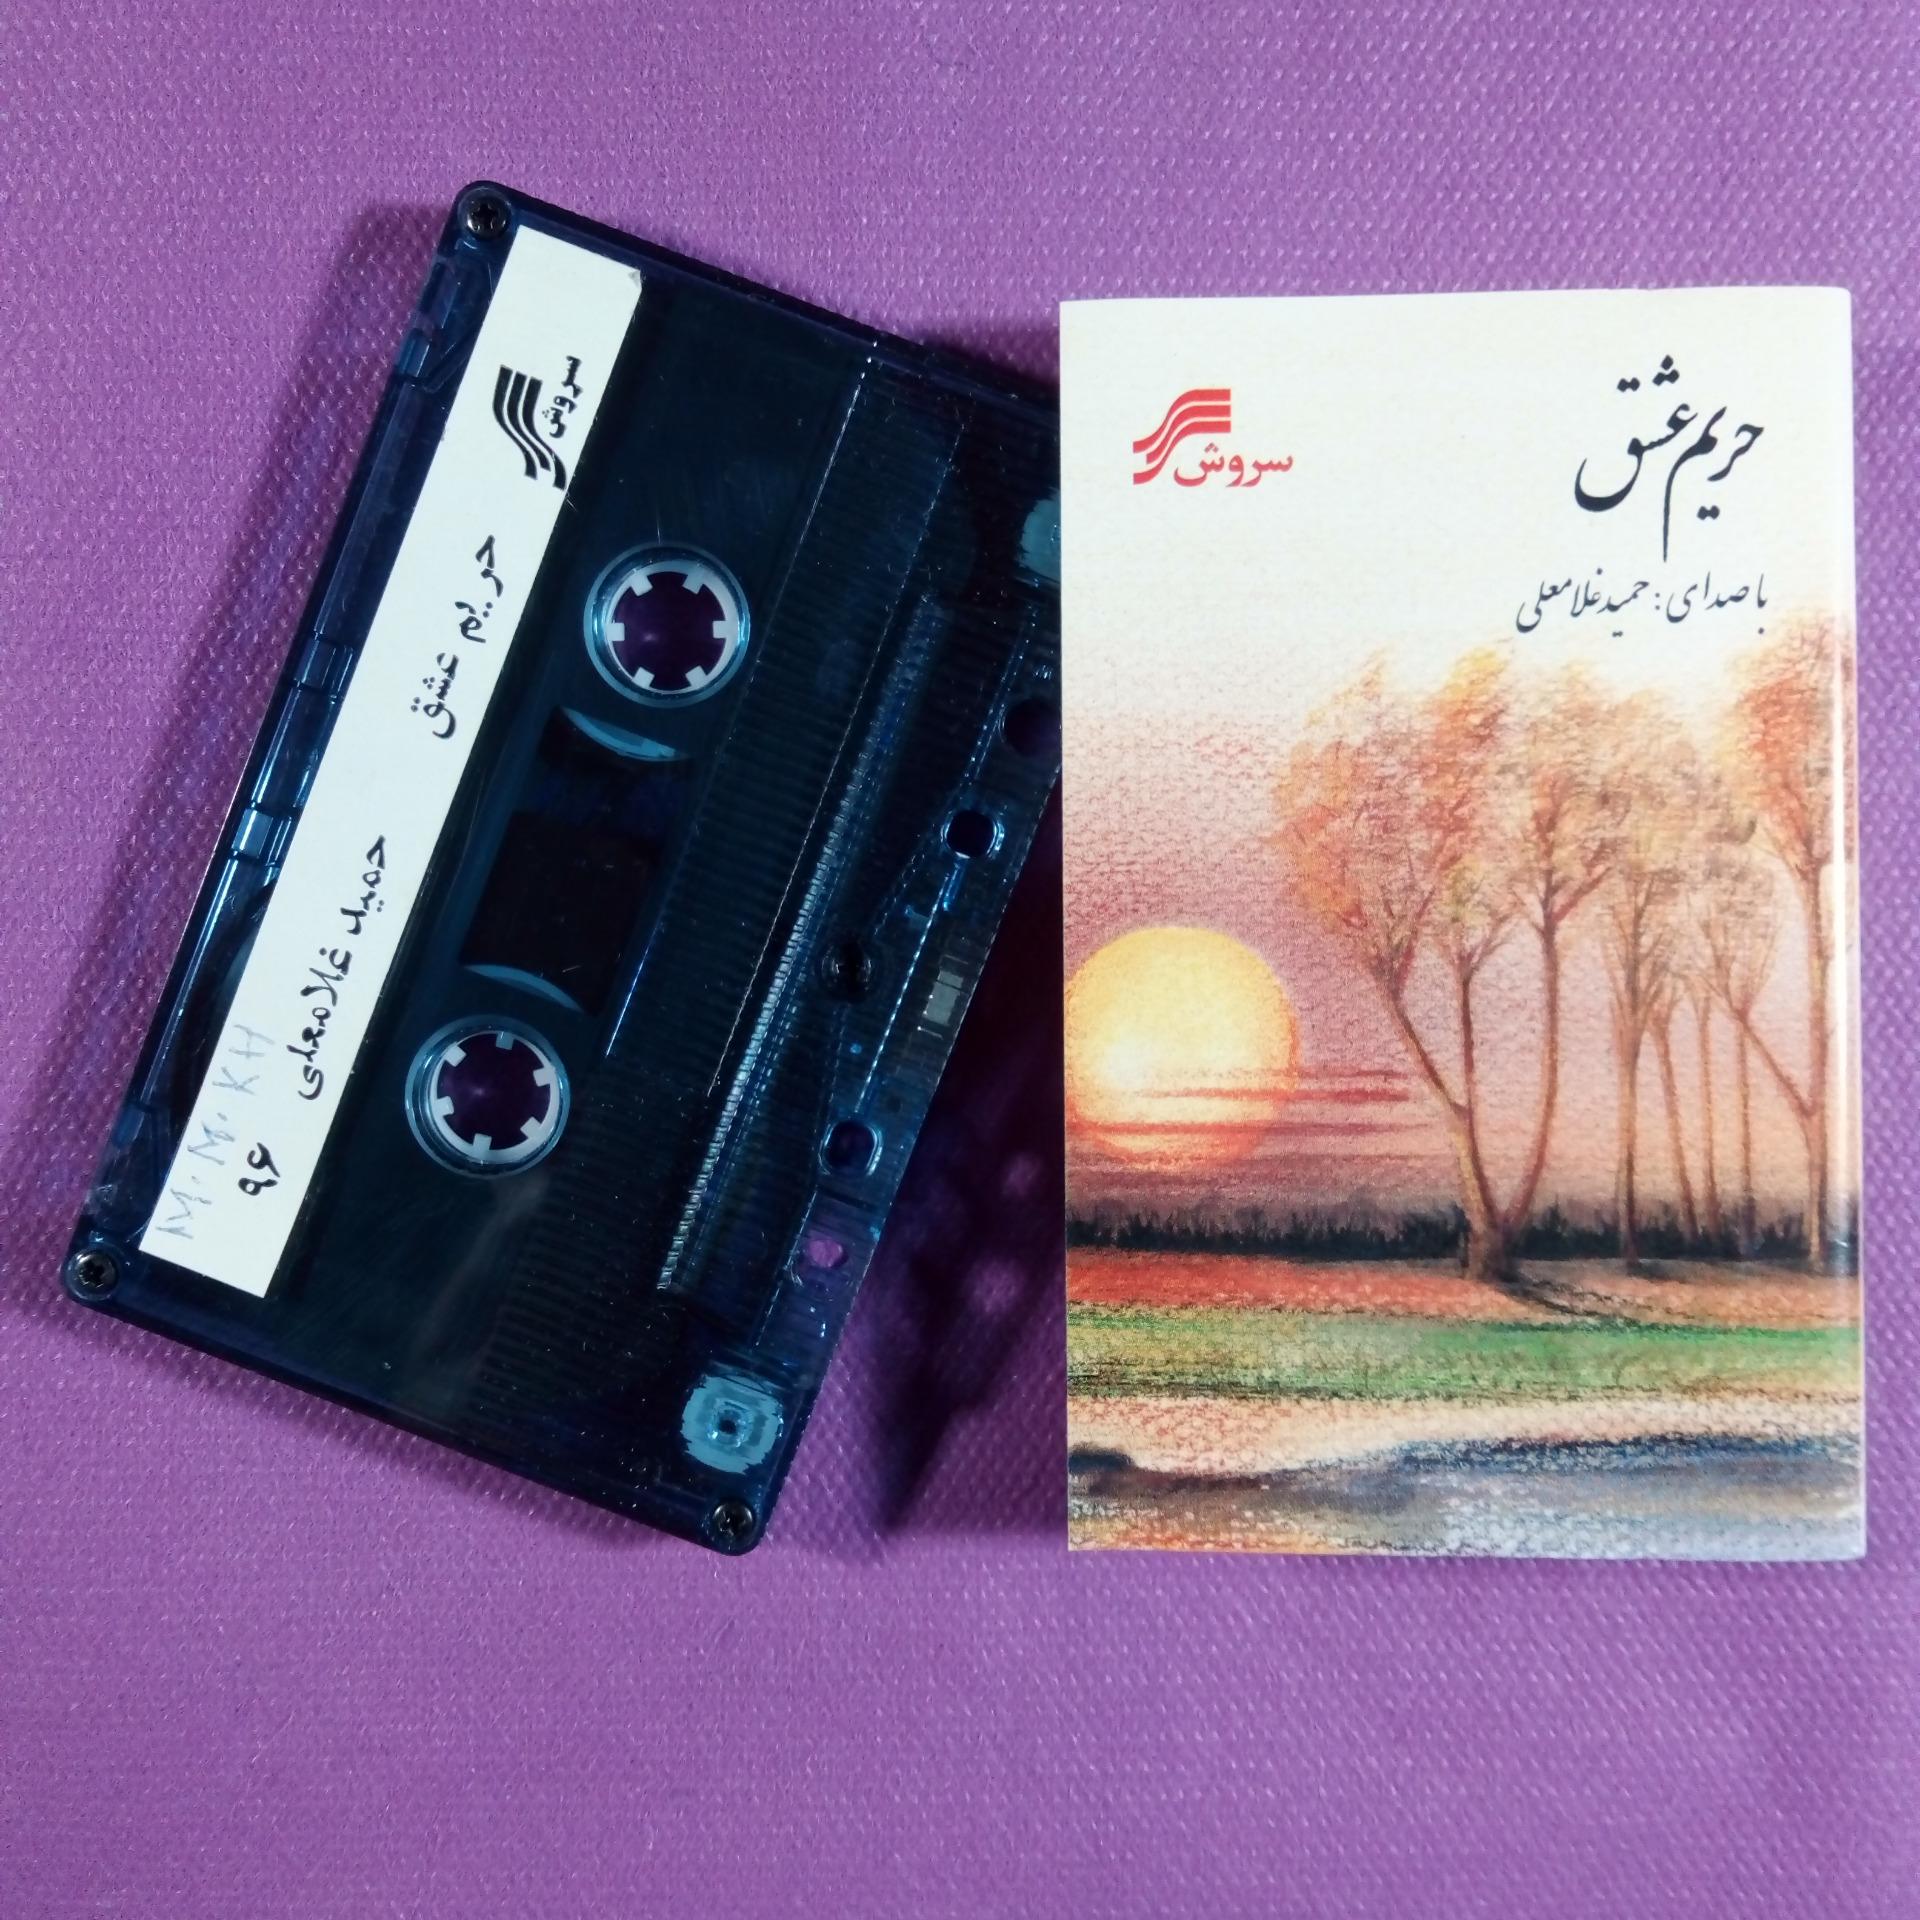 سروش
حریم عشق
حمید غلامعلی
M. M. KH
۹۶
حریم عشق
سروش
با صدای : حمید غلامعلی